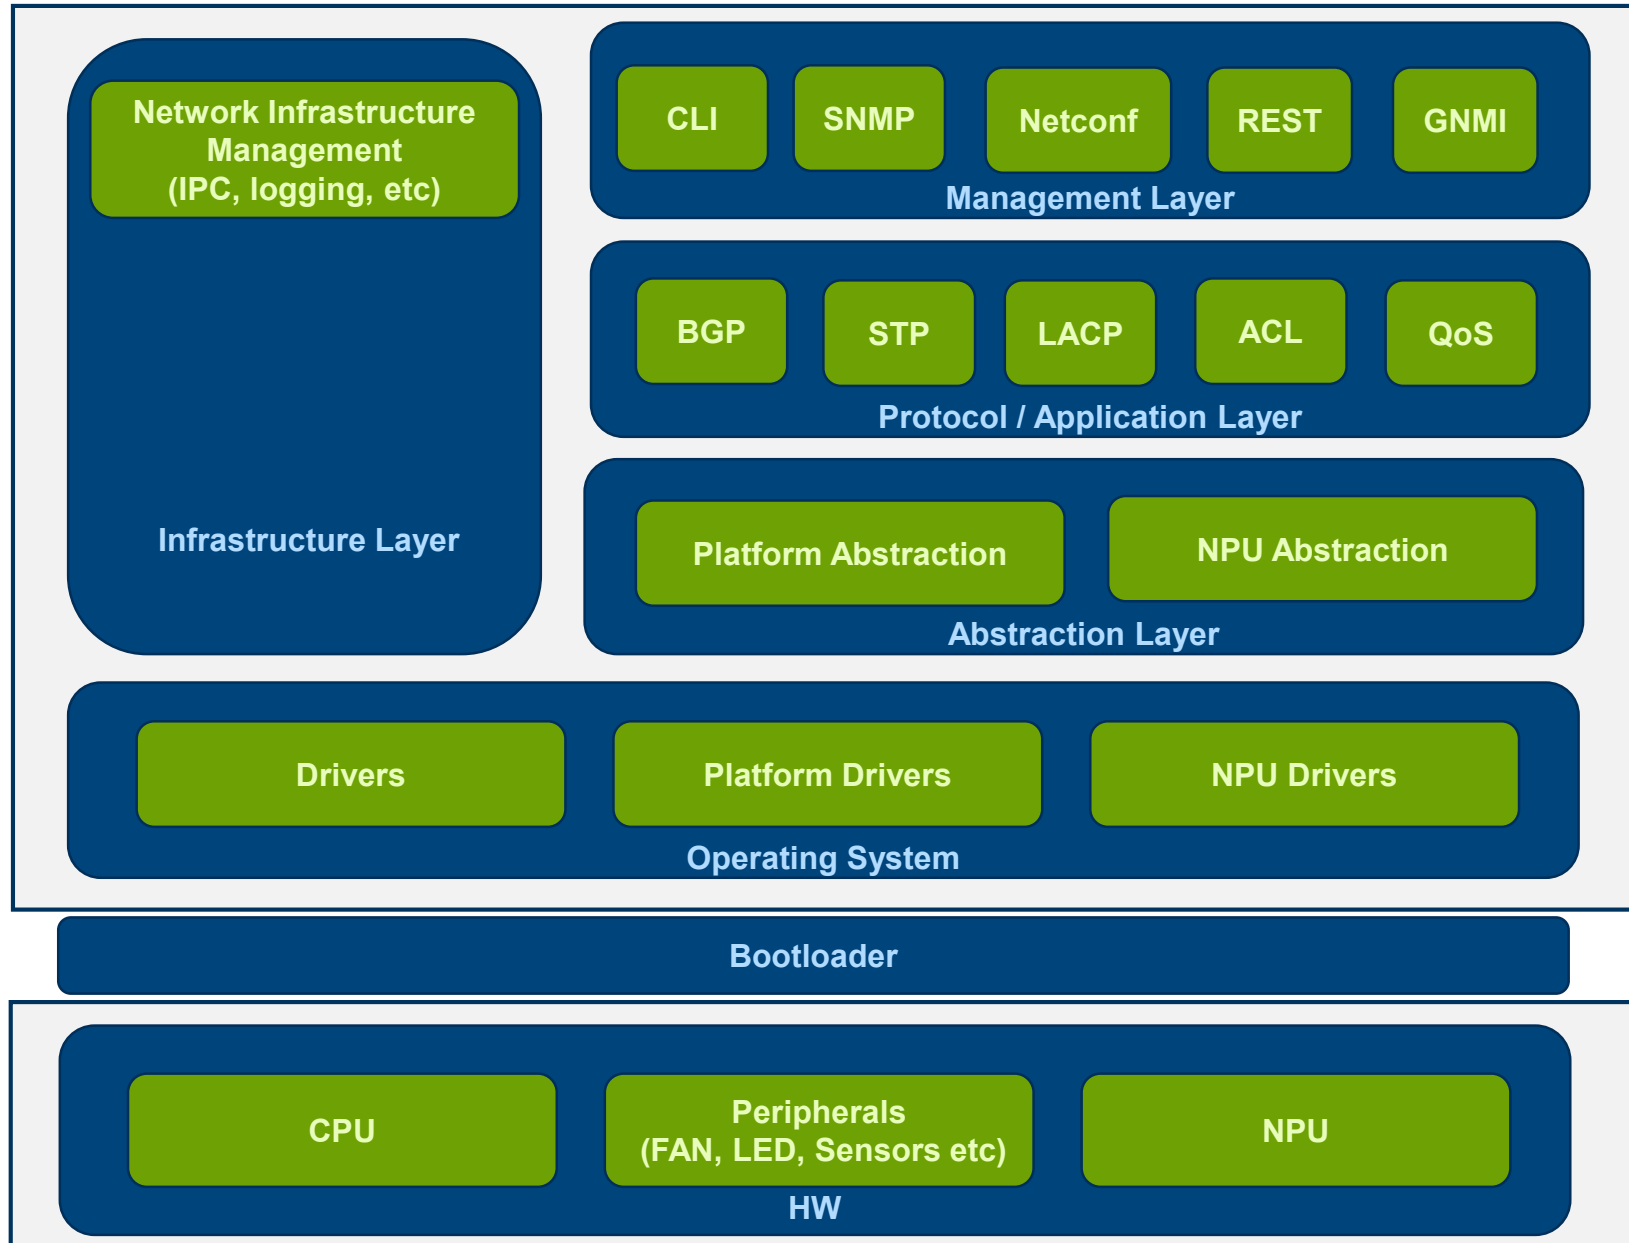 Network Infrastructure
Management
(IPC, logging, etc)
Infrastructure Layer
CLI
SNMP
Netconf
REST
GNMI
Management Layer
BGP
STP
LACP
ACL
QoS
Protocol / Application Layer
Platform Abstraction
NPU Abstraction
Abstraction Layer
Drivers
Platform Drivers
NPU Drivers
Operating System
Bootloader
CPU
Peripherals
(FAN, LED, Sensors etc)
NPU
HW